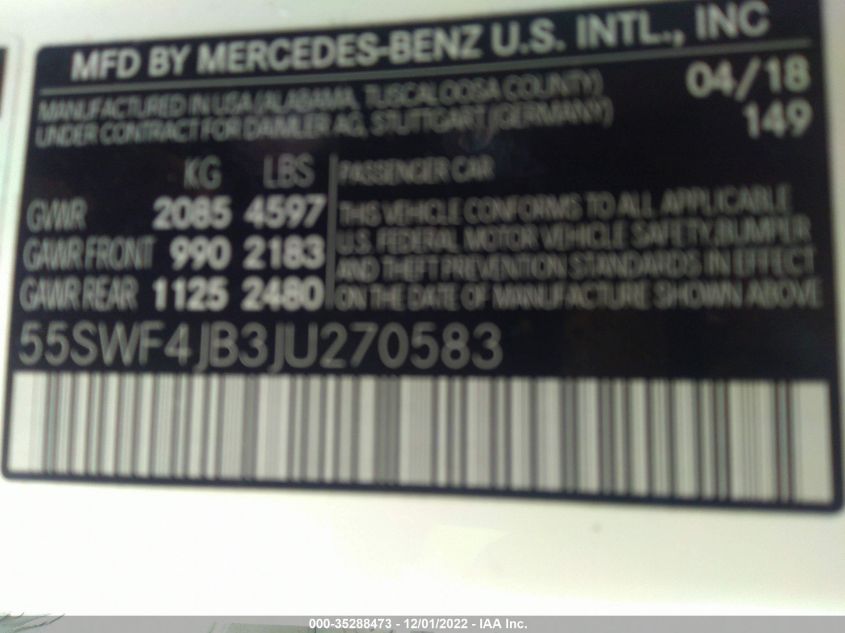 MFD BY MERCEDES-BENZ U.S. INTL., INC
MANUFACTURED IN USA (ALABAMA, TUSCALOOSA COUNTY) 04/18
UNDER CONTRACT FOR DAIMLER AG, STUTTGART (GERMANY) 149
KG LBS PASSENGER CAR
GVWR 2085 4597 THIS VEHICLE CONFORMS TO ALL APPLICABLE
GAWR FRONT 990 2183 U.S. FEDERAL MOTOR VEHICLE SAFETY, BUMPER
AND THEFT PREVENTION STANDARDS IN EFFECT
GAWR REAR 1125 2480 ON THE DATE OF MANUFACTURE SHOWN ABOVE
55SWF4JB3JU270583
000-35288473 - 12/01/2022 - IAA Inc.